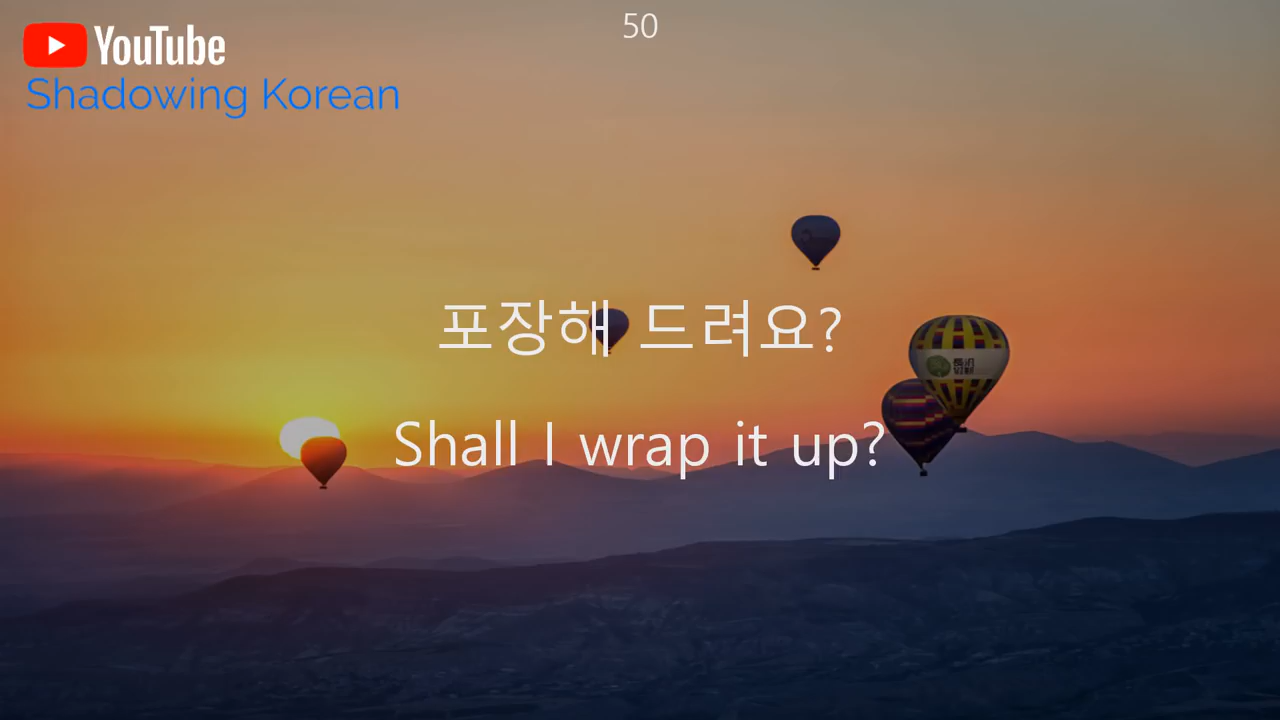 50
YouTube
Shadowing Korean
포장해 드려요?
Shall I wrap it up?